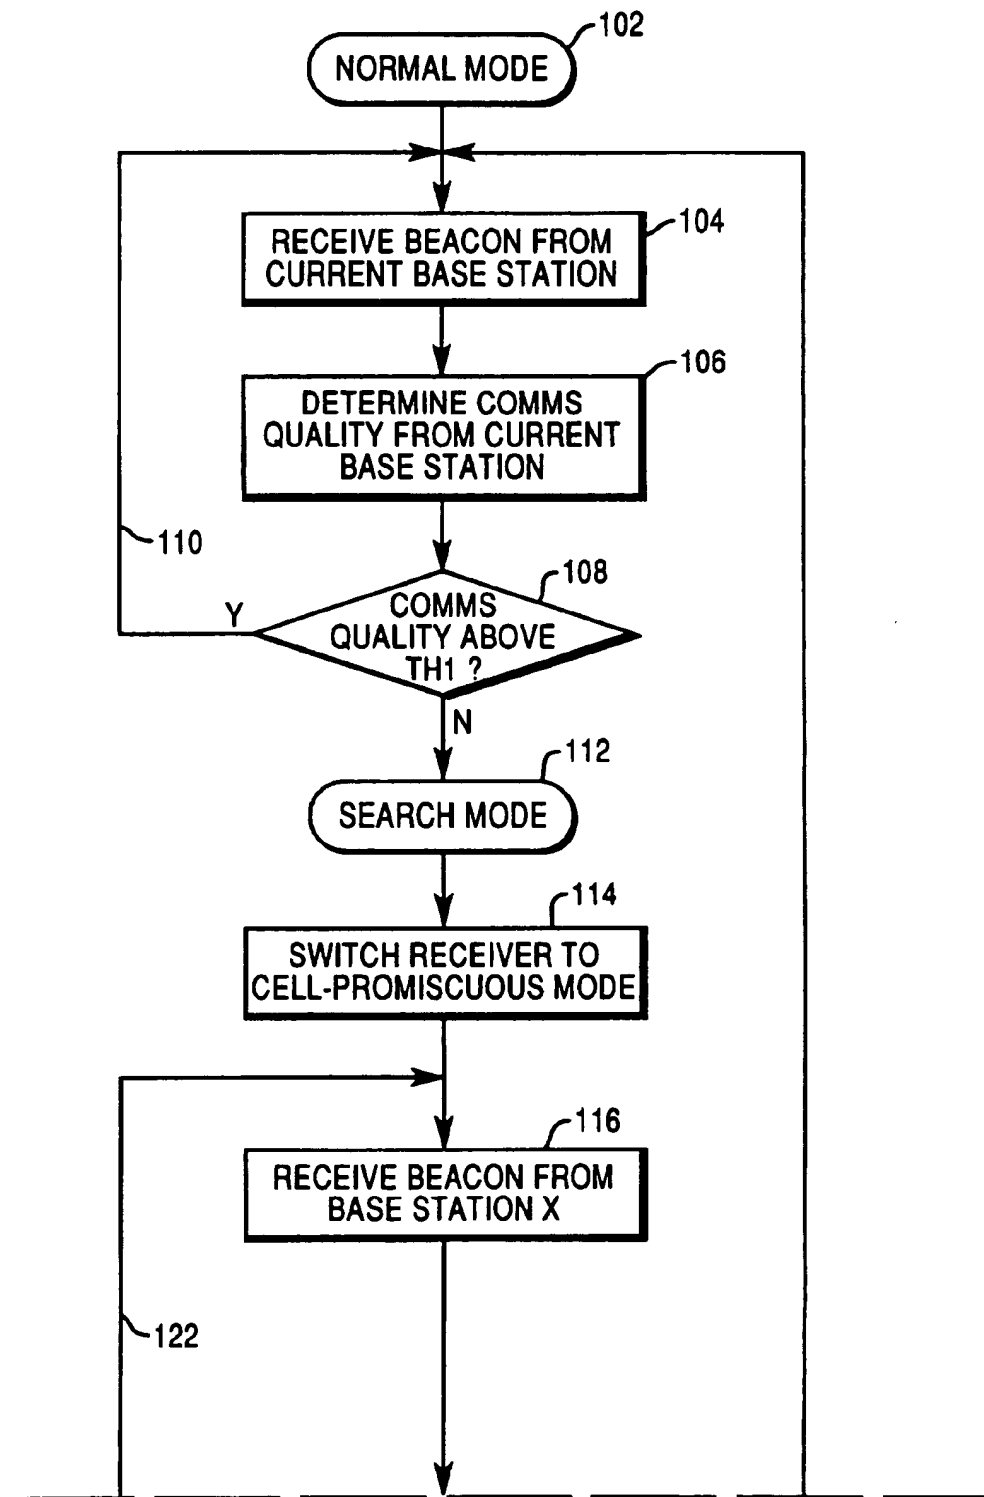 102
NORMAL MODE
104
RECEIVE BEACON FROM
CURRENT BASE STATION
106
DETERMINE COMMS
QUALITY FROM CURRENT
BASE STATION
110
108
Y
COMMS
QUALITY ABOVE
TH1 ?
N
112
SEARCH MODE
114
SWITCH RECEIVER TO
CELL-PROMISCUOUS MODE
116
RECEIVE BEACON FROM
BASE STATION X
122